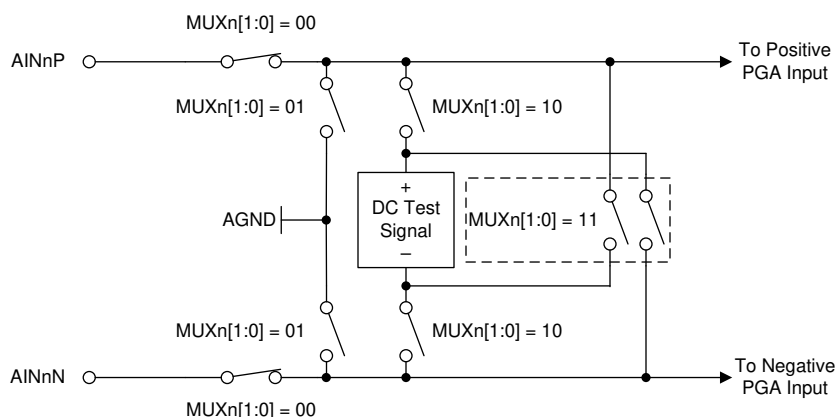 MUXn[1:0] = 00
AINnP
To Positive
PGA Input
MUXn[1:0] = 01
MUXn[1:0] = 10
+
DC Test
Signal
–
AGND
MUXn[1:0] = 11
MUXn[1:0] = 01
MUXn[1:0] = 10
AINnN
To Negative
PGA Input
MUXn[1:0] = 00